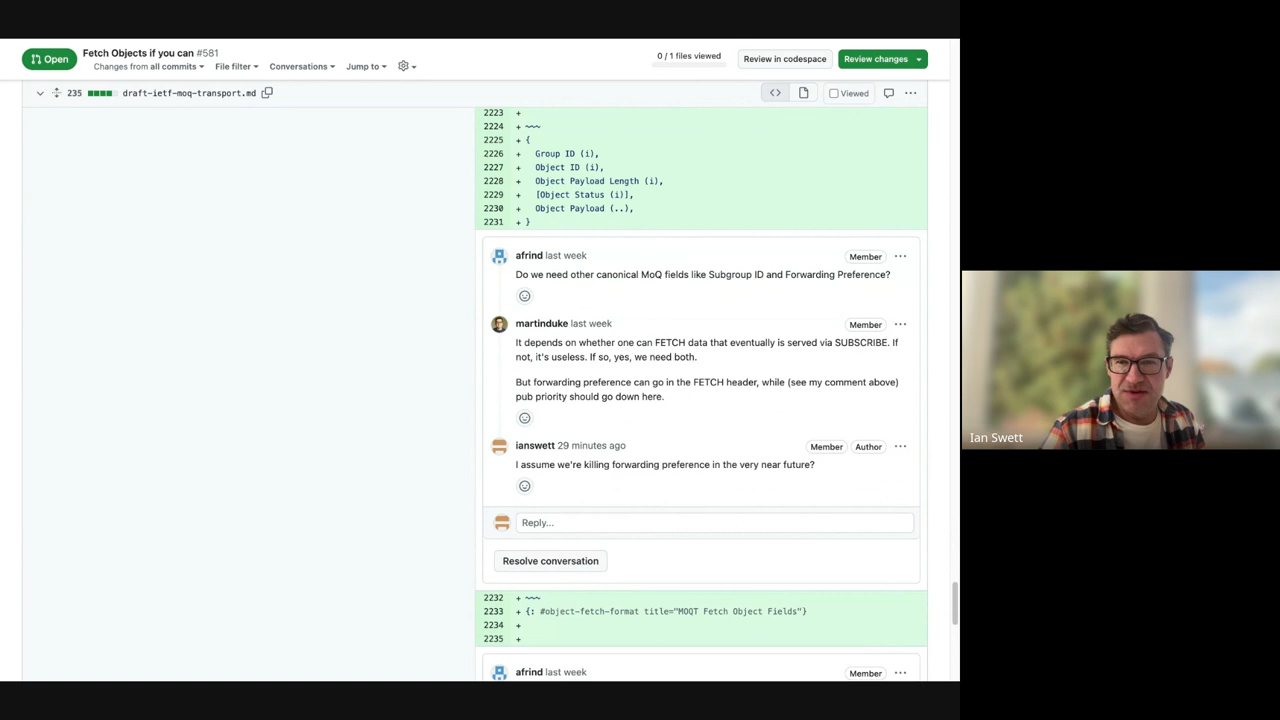 Open
Fetch Objects if you can #581
Changes from all commits
File filter
Conversations
Jump to
0 / 1 files viewed
Review in codespace
Review changes
235
draft-ietf-moq-transport.md
Viewed
2223 +
2224 + ~~~
2225 + {
2226 + Group ID (i),
2227 + Object ID (i),
2228 + Object Payload Length (i),
2229 + [Object Status (i)],
2230 + Object Payload (..),
2231 + }
afrind last week
Member
Do we need other canonical MoQ fields like Subgroup ID and Forwarding Preference?
martinduke last week
Member
It depends on whether one can FETCH data that eventually is served via SUBSCRIBE. If
not, it's useless. If so, yes, we need both.
But forwarding preference can go in the FETCH header, while (see my comment above)
pub priority should go down here.
ianswett 29 minutes ago
Member
Author
I assume we're killing forwarding preference in the very near future?
Reply...
Resolve conversation
2232 + ~~~
2233 + {: #object-fetch-format title="MOQT Fetch Object Fields"}
2234 +
2235 +
afrind last week
Member
Ian Swett